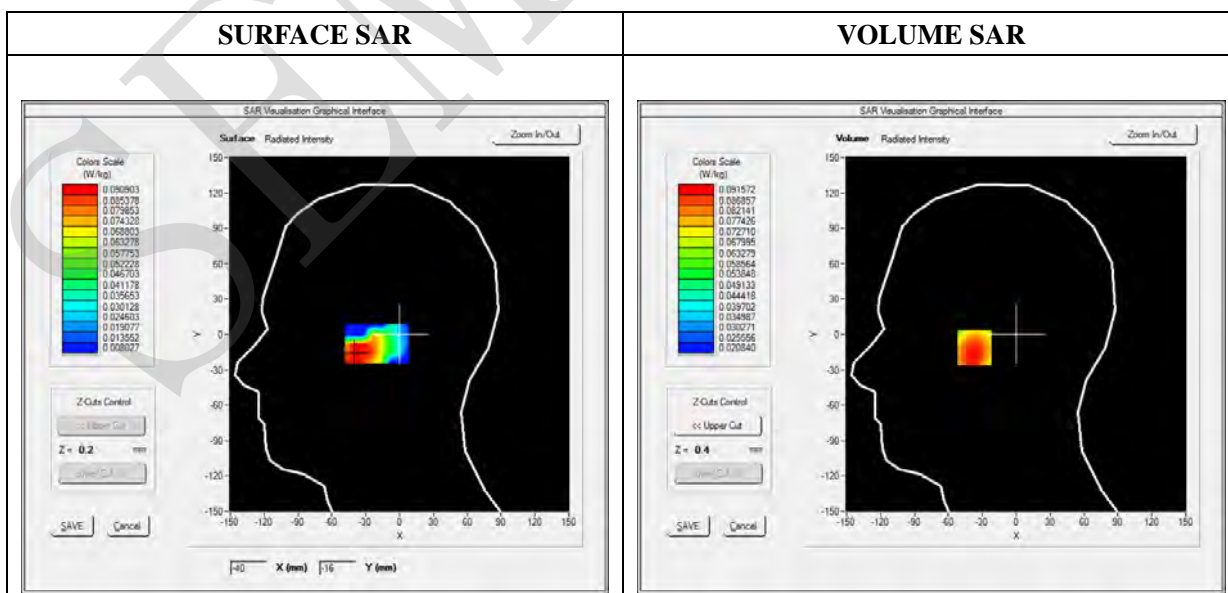 SURFACE SAR
SAR Visualisation Graphical Interface
Surface Radiated Intensity
Zoom In/Out
Colors Scale
(W/kg)
0.090903
0.085378
0.079853
0.074328
0.068803
0.063278
0.057753
0.052228
0.046703
0.041178
0.035653
0.030128
0.024603
0.019077
0.013552
0.008027
Z-Cuts Control
<< Upper Cut
Z = 0.2 mm
SAVE Cancel
150
120
90
60
30
0
-30
-60
-90
-120
-150
Y
-150 -120 -90 -60 -30 0 30 60 90 120 150
X
-40 X (mm) -16 Y (mm)
VOLUME SAR
SAR Visualisation Graphical Interface
Volume Radiated Intensity
Zoom In/Out
Colors Scale
(W/kg)
0.091572
0.086857
0.082141
0.077426
0.072710
0.067995
0.063279
0.058564
0.053848
0.049133
0.044418
0.039702
0.034987
0.030271
0.025556
0.020840
Z-Cuts Control
<< Upper Cut
Z = 0.4 mm
SAVE Cancel
150
120
90
60
30
0
-30
-60
-90
-120
-150
Y
-150 -120 -90 -60 -30 0 30 60 90 120 150
X